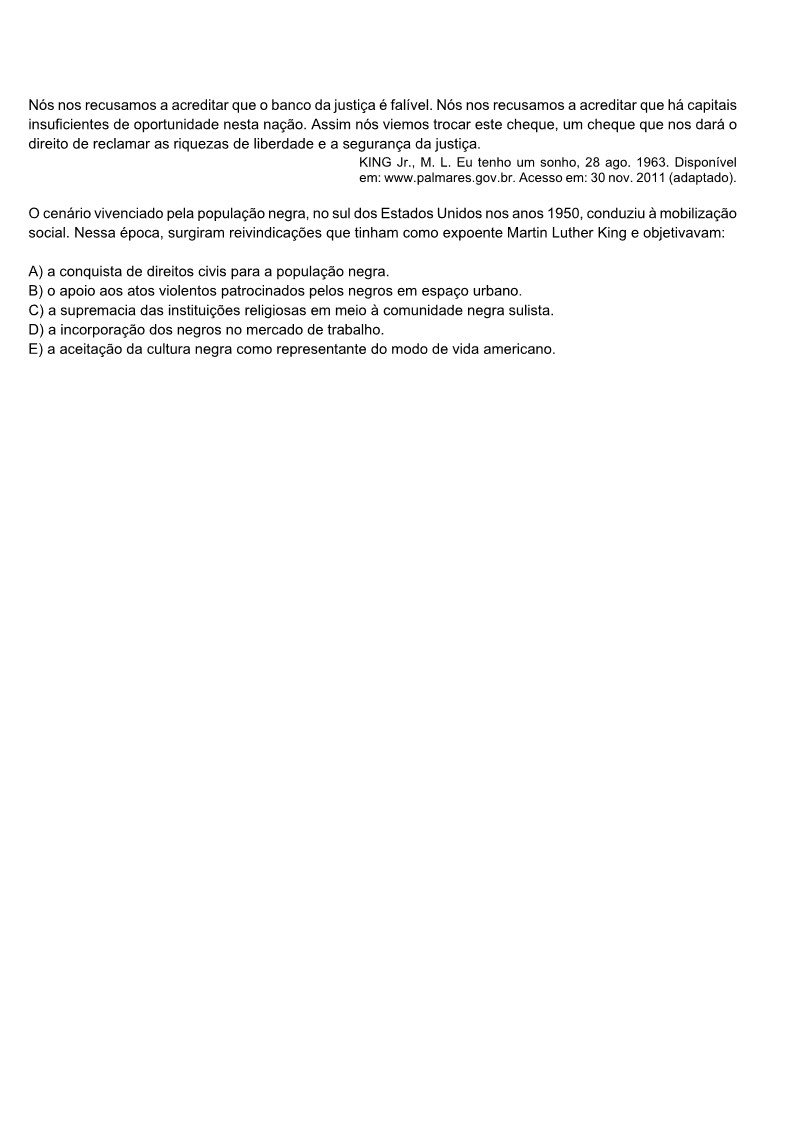 Nós nos recusamos a acreditar que o banco da justiça é falível. Nós nos recusamos a acreditar que há capitais
insuficientes de oportunidade nesta nação. Assim nós viemos trocar este cheque, um cheque que nos dará o
direito de reclamar as riquezas de liberdade e a segurança da justiça.
KING Jr., M. L. Eu tenho um sonho, 28 ago. 1963. Disponível
em: www.palmares.gov.br. Acesso em: 30 nov. 2011 (adaptado).
O cenário vivenciado pela população negra, no sul dos Estados Unidos nos anos 1950, conduziu à mobilização
social. Nessa época, surgiram reivindicações que tinham como expoente Martin Luther King e objetivavam:
A) a conquista de direitos civis para a população negra.
B) o apoio aos atos violentos patrocinados pelos negros em espaço urbano.
C) a supremacia das instituições religiosas em meio à comunidade negra sulista.
D) a incorporação dos negros no mercado de trabalho.
E) a aceitação da cultura negra como representante do modo de vida americano.